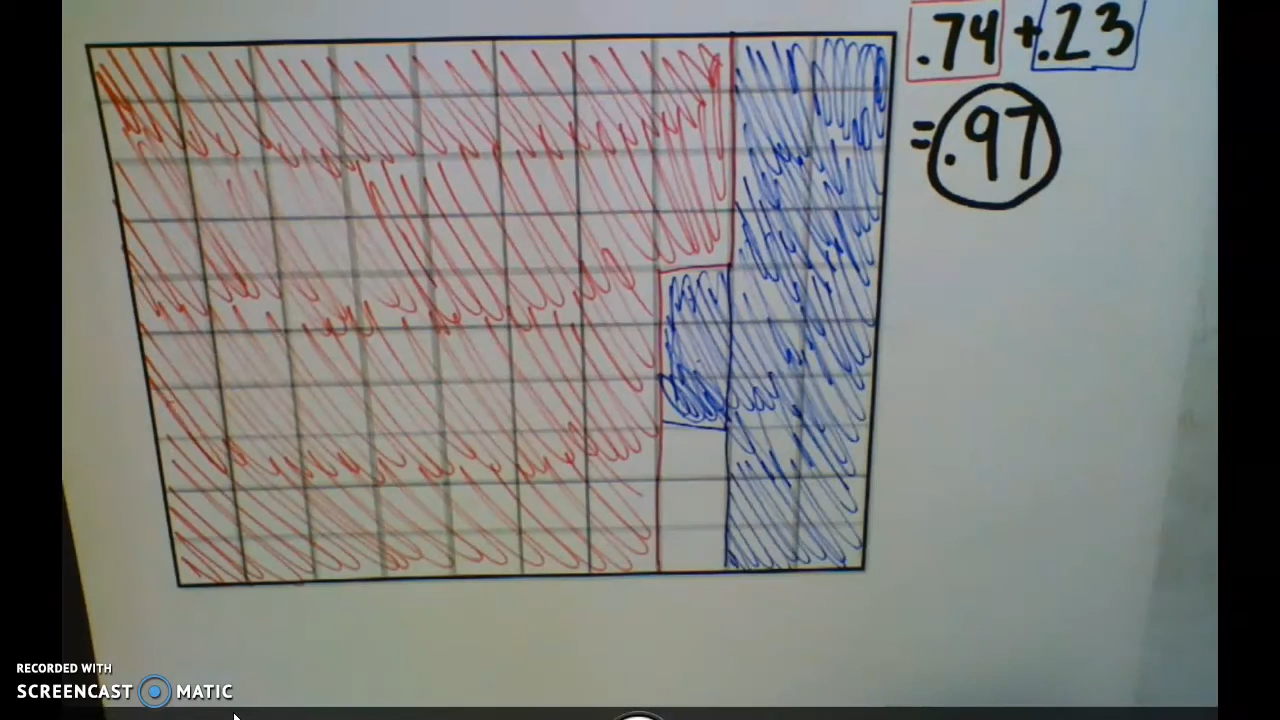 .74 + .23
= .97
RECORDED WITH
SCREENCAST MATIC